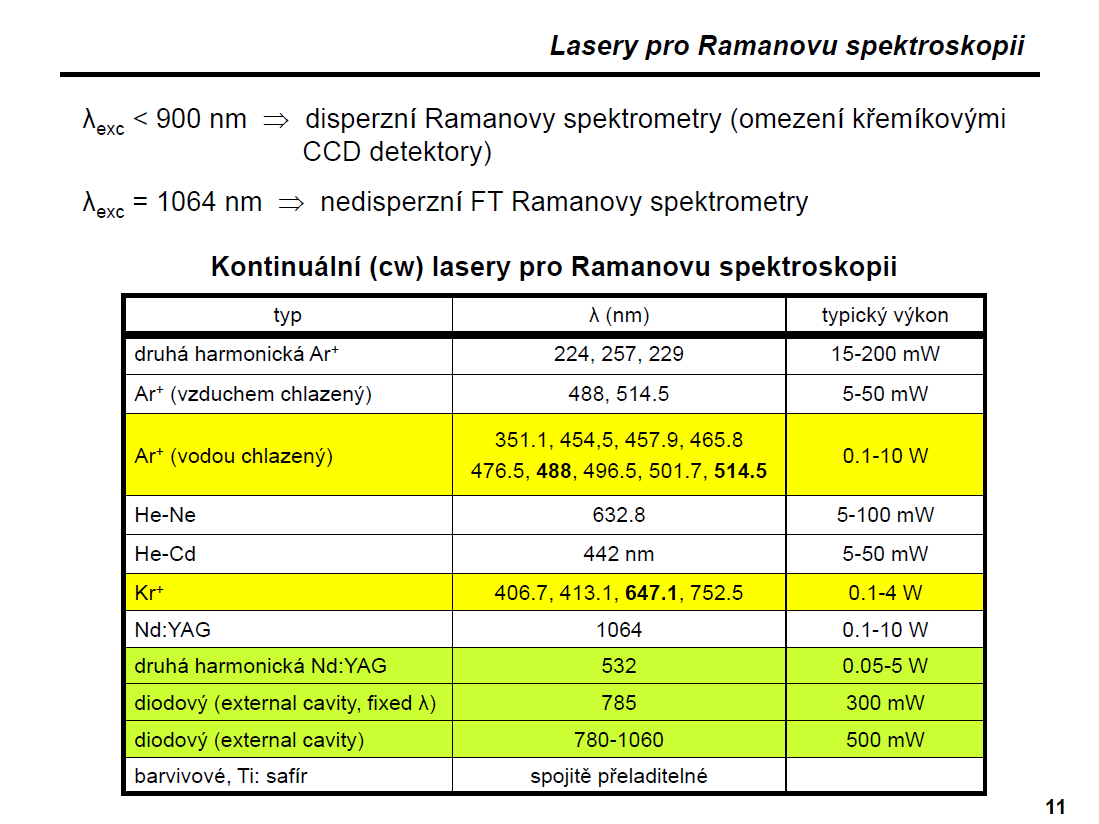 Lasery pro Ramanovu spektroskopii
λexc < 900 nm ⇒ disperzní Ramanovy spektrometry (omezení křemíkovými
CCD detektory)
λexc = 1064 nm ⇒ nedisperzní FT Ramanovy spektrometry
Kontinuální (cw) lasery pro Ramanovu spektroskopii
typ λ (nm) typický výkon
druhá harmonická Ar+ 224, 257, 229 15-200 mW
Ar+ (vzduchem chlazený) 488, 514.5 5-50 mW
Ar+ (vodou chlazený) 351.1, 454,5, 457.9, 465.8
476.5, 488, 496.5, 501.7, 514.5 0.1-10 W
He-Ne 632.8 5-100 mW
He-Cd 442 nm 5-50 mW
Kr+ 406.7, 413.1, 647.1, 752.5 0.1-4 W
Nd:YAG 1064 0.1-10 W
druhá harmonická Nd:YAG 532 0.05-5 W
diodový (external cavity, fixed λ) 785 300 mW
diodový (external cavity) 780-1060 500 mW
barvivové, Ti: safír spojitě přeladitelné
11